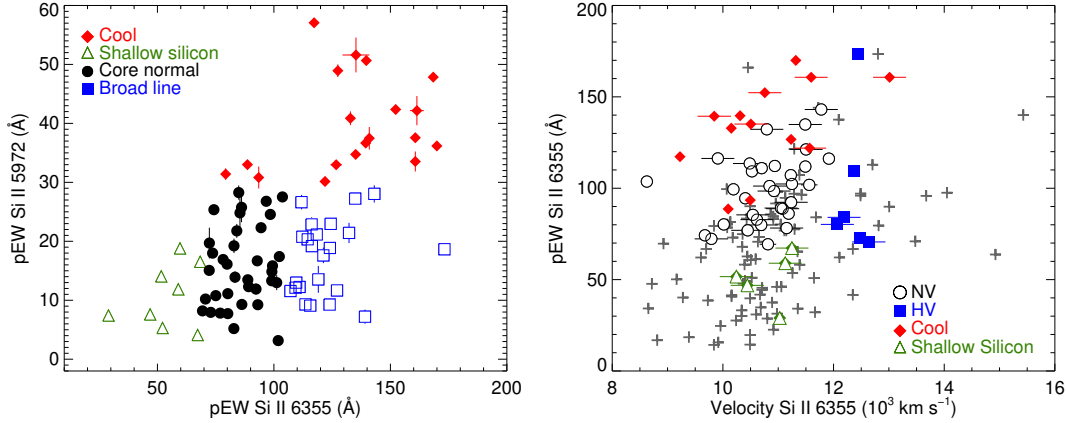 60
50
40
30
20
10
0
pEW Si II 5972 (Å)
Cool
Shallow silicon
Core normal
Broad line
50
100
150
200
pEW Si II 6355 (Å)
200
150
100
50
0
pEW Si II 6355 (Å)
NV
HV
Cool
Shallow Silicon
8
10
12
14
16
Velocity Si II 6355 (10³ km s⁻¹)